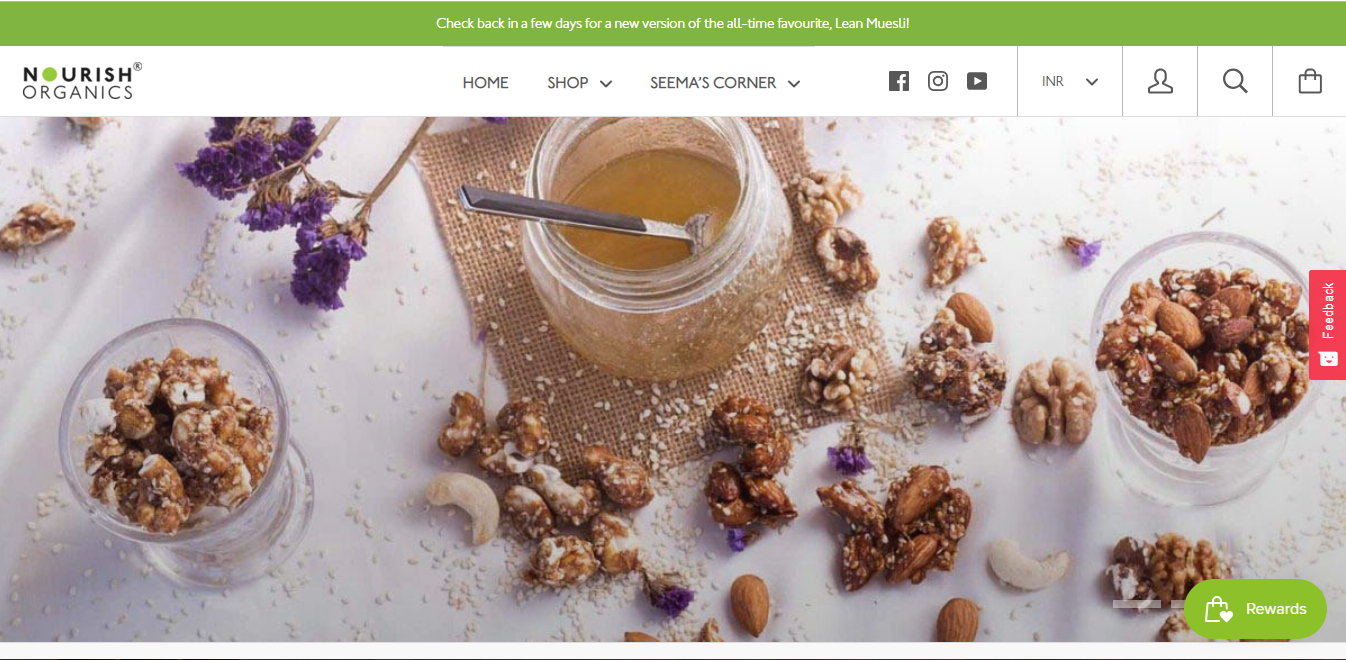 Check back in a few days for a new version of the all-time favourite, Lean Muesli!
NOURISH®
ORGANICS
HOME SHOP SEEMA'S CORNER INR
Feedback
Rewards